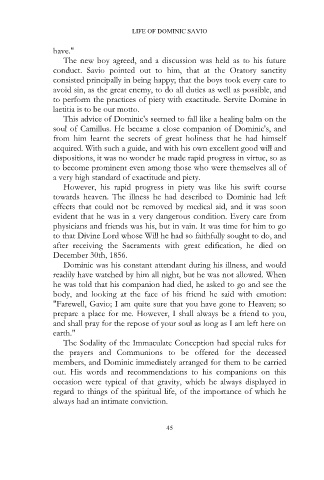 LIFE OF DOMINIC SAVIO
have."
The new boy agreed, and a discussion was held as to his future
conduct. Savio pointed out to him, that at the Oratory sanctity
consisted principally in being happy; that the boys took every care to
avoid sin, as the great enemy, to do all duties as well as possible, and
to perform the practices of piety with exactitude. Servite Domine in
laetitia is to be our motto.
This advice of Dominic's seemed to fall like a healing balm on the
soul of Camillus. He became a close companion of Dominic's, and
from him learnt the secrets of great holiness that he had himself
acquired. With such a guide, and with his own excellent good will and
dispositions, it was no wonder he made rapid progress in virtue, so as
to become prominent even among those who were themselves all of
a very high standard of exactitude and piety.
However, his rapid progress in piety was like his swift course
towards heaven. The illness he had described to Dominic had left
effects that could not be removed by medical aid, and it was soon
evident that he was in a very dangerous condition. Every care from
physicians and friends was his, but in vain. It was time for him to go
to that Divine Lord whose Will he had so faithfully sought to do, and
after receiving the Sacraments with great edification, he died on
December 30th, 1856.
Dominic was his constant attendant during his illness, and would
readily have watched by him all night, but he was not allowed. When
he was told that his companion had died, he asked to go and see the
body, and looking at the face of his friend he said with emotion:
"Farewell, Gavio; I am quite sure that you have gone to Heaven; so
prepare a place for me. However, I shall always be a friend to you,
and shall pray for the repose of your soul as long as I am left here on
earth."
The Sodality of the Immaculate Conception had special rules for
the prayers and Communions to be offered for the deceased
members, and Dominic immediately arranged for them to be carried
out. His words and recommendations to his companions on this
occasion were typical of that gravity, which he always displayed in
regard to things of the spiritual life, of the importance of which he
always had an intimate conviction.
45